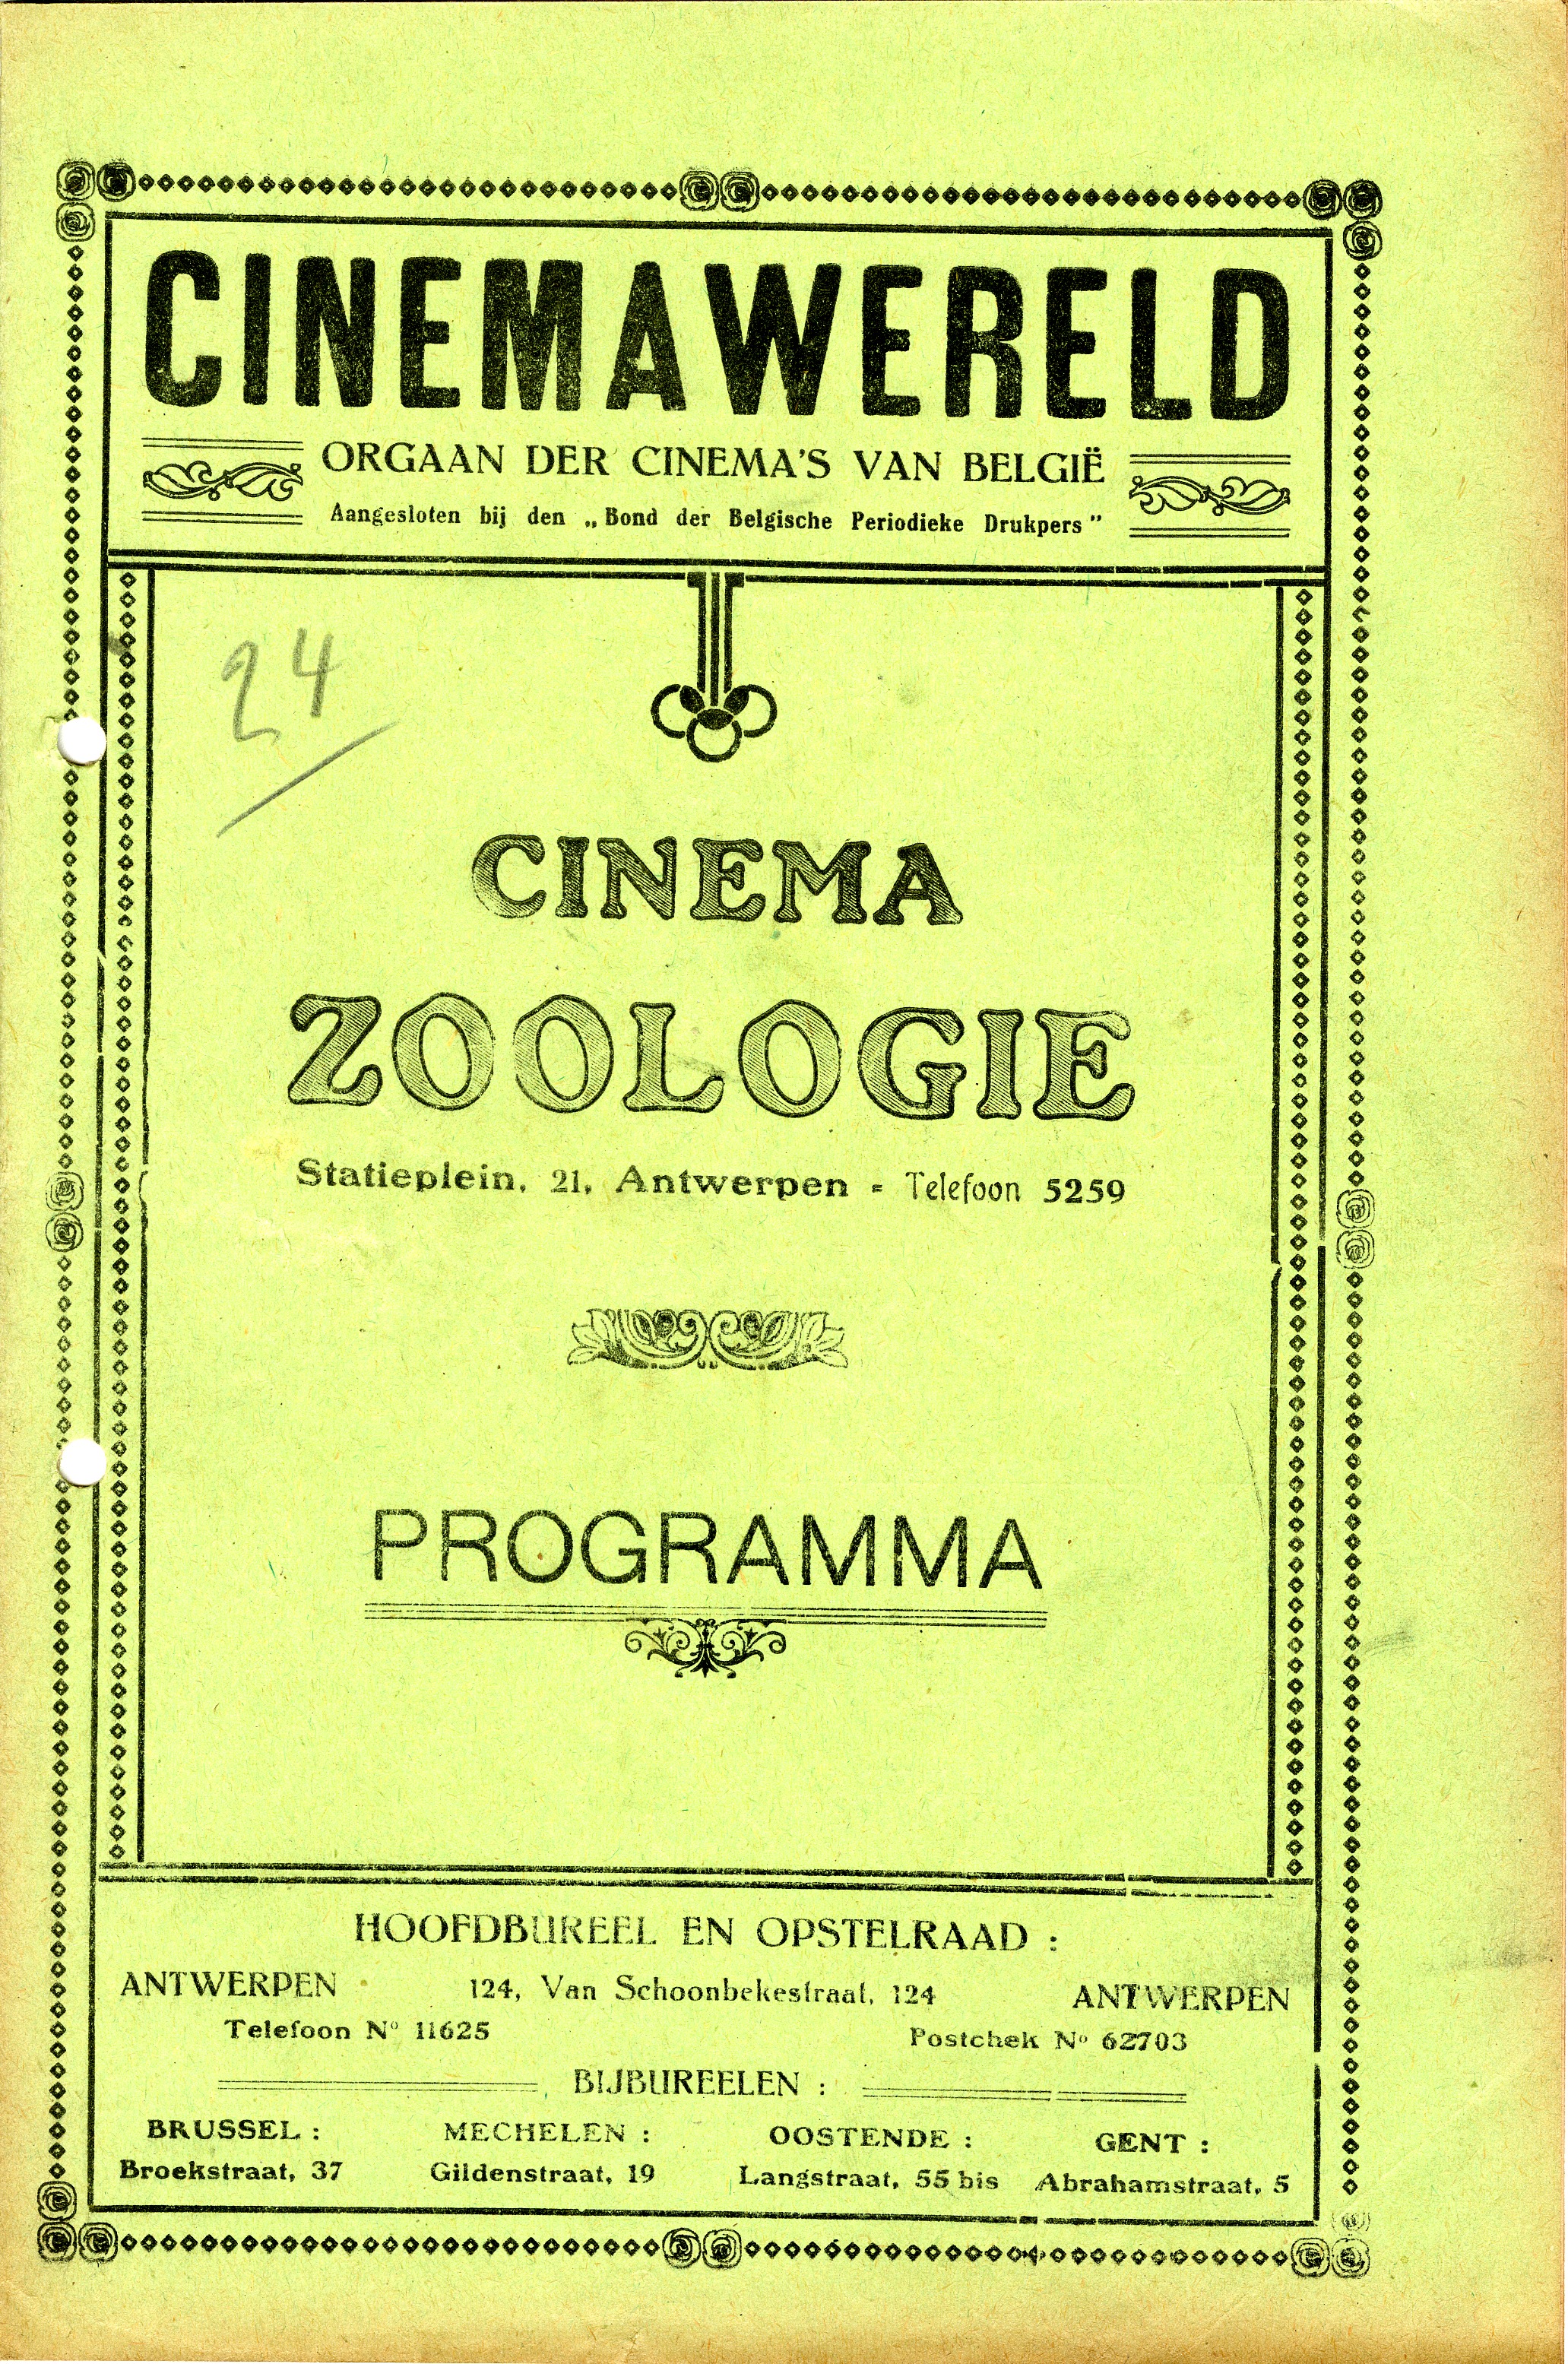 CINEMAWERELD
ORGAAN DER CINEMA'S VAN BELGIË
Aangesloten bij den „Bond der Belgische Periodieke Drukpers"
24
CINEMA
ZOOLOGIE
Statieplein, 21, Antwerpen = Telefoon 5259
PROGRAMMA
HOOFDBUREEL EN OPSTELRAAD :
ANTWERPEN 124, Van Schoonbekestraat, 124 ANTWERPEN
Telefoon No 11625 Postchek No 62703
BIJBUREELEN :
BRUSSEL : MECHELEN : OOSTENDE : GENT :
Broekstraat, 37 Gildenstraat, 19 Langstraat, 55 bis Abrahamstraat, 5